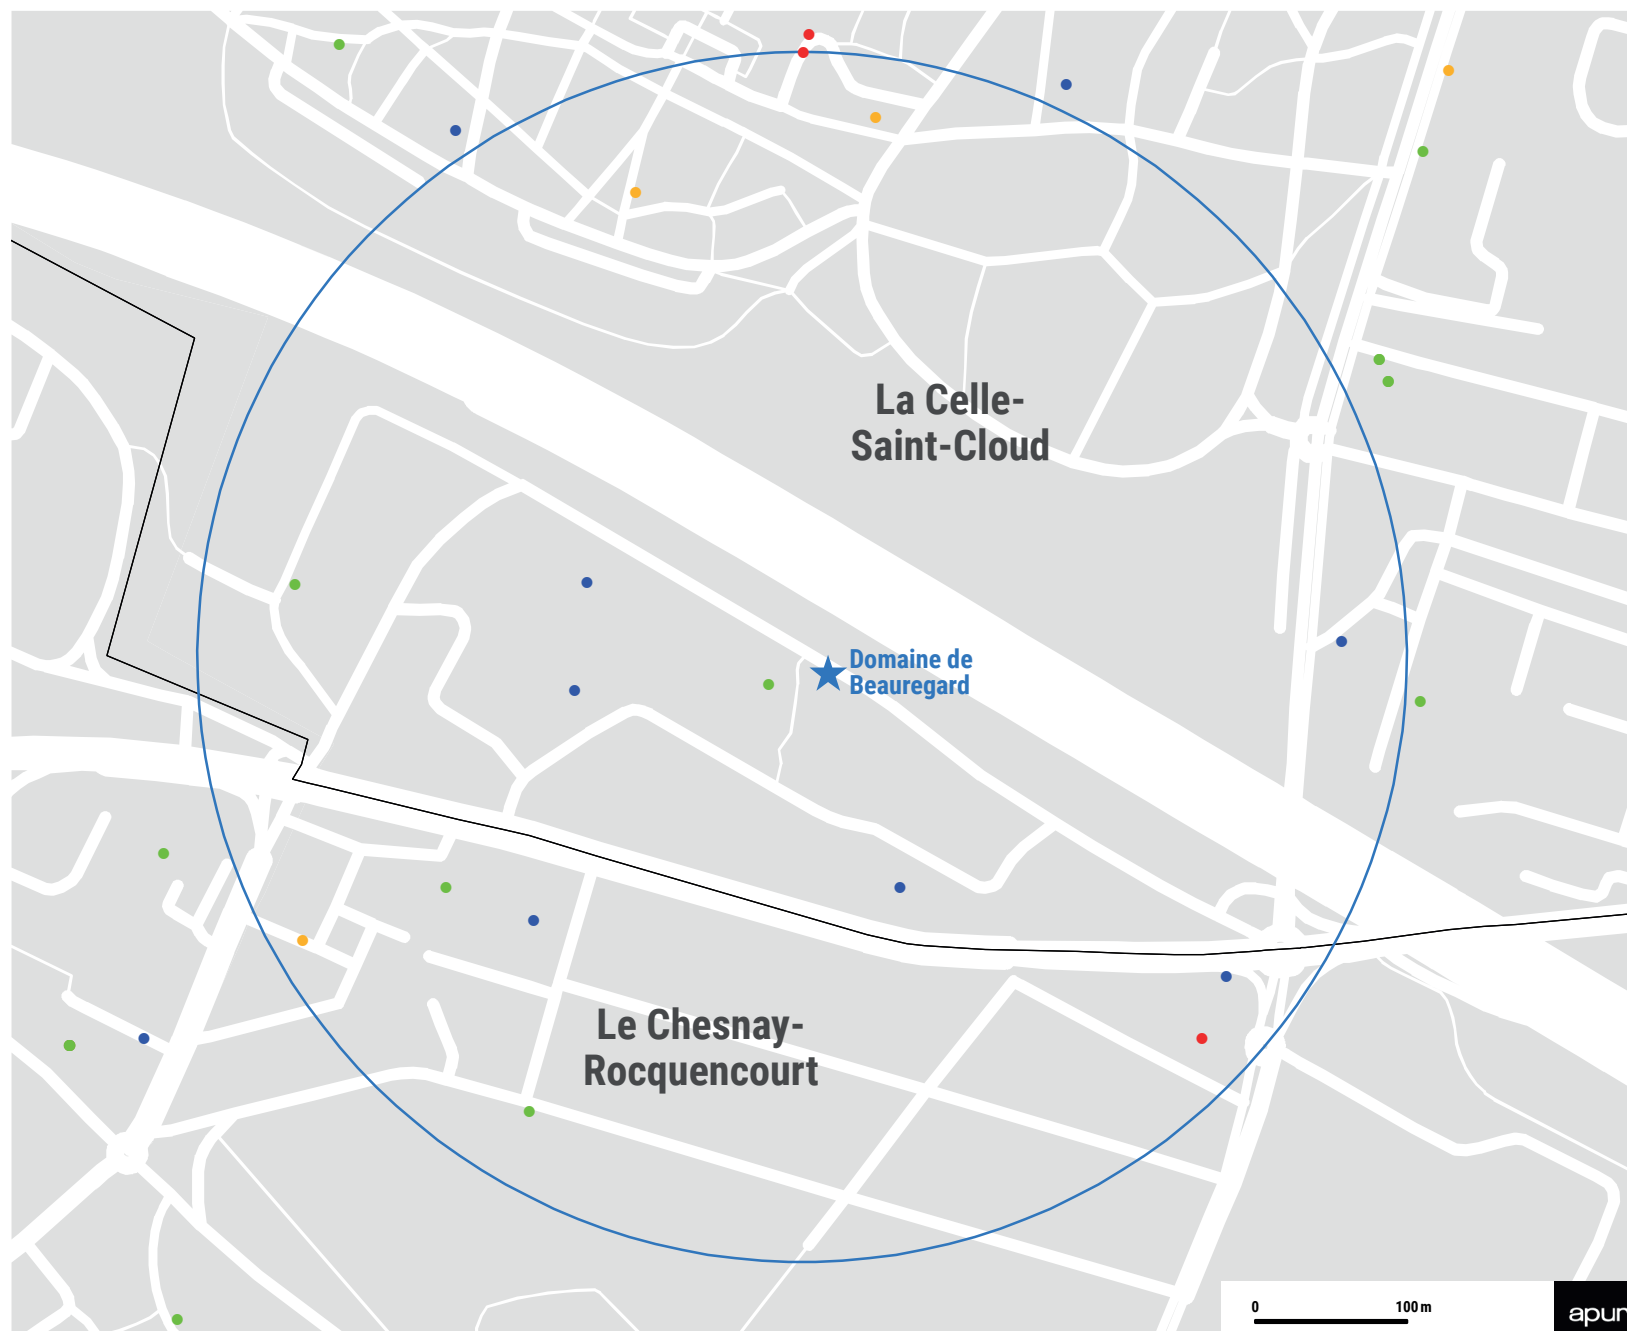 La Celle-
Saint-Cloud
Domaine de
Beauregard
Le Chesnay-
Rocquencourt
0 100 m
apur